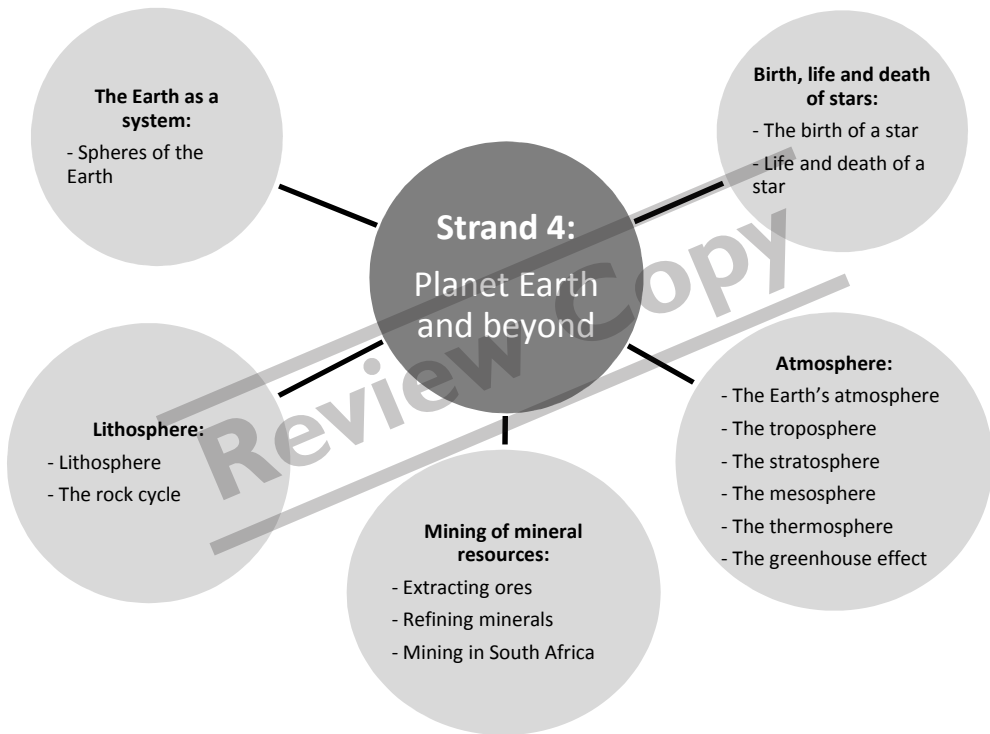 The Earth as a
system:
- Spheres of the
Earth
Birth, life and death
of stars:
- The birth of a star
- Life and death of a
star
Strand 4:
Planet Earth
and beyond
Lithosphere:
- Lithosphere
- The rock cycle
Mining of mineral
resources:
- Extracting ores
- Refining minerals
- Mining in South Africa
Atmosphere:
- The Earth’s atmosphere
- The troposphere
- The stratosphere
- The mesosphere
- The thermosphere
- The greenhouse effect
Review Copy